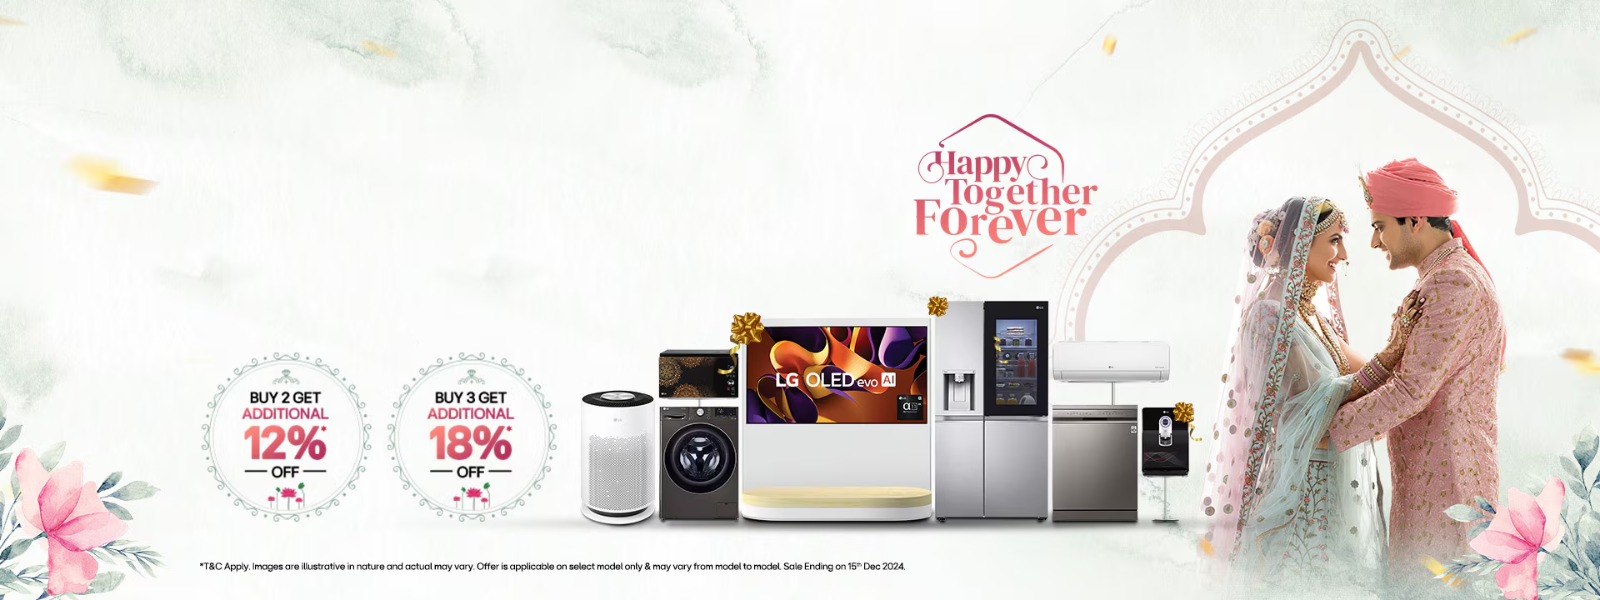 Happy
Together
Forever
BUY 2 GET
ADDITIONAL
12%*
OFF
BUY 3 GET
ADDITIONAL
18%*
OFF
LG OLED evo AI
*T&C Apply. Images are illustrative in nature and actual may vary. Offer is applicable on select model only & may vary from model to model. Sale Ending on 15th Dec 2024.